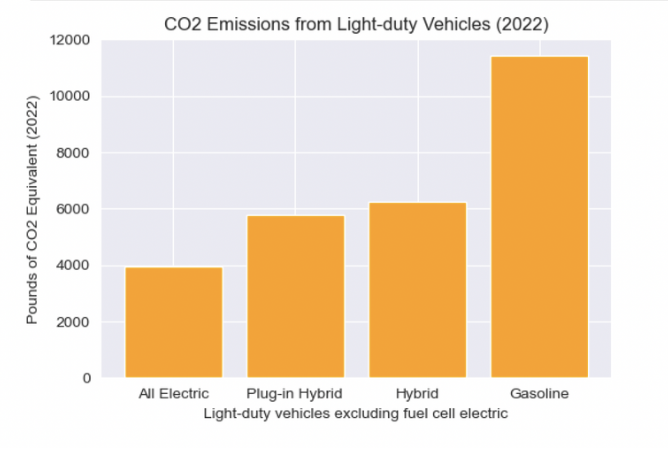 CO2 Emissions from Light-duty Vehicles (2022)
Pounds of CO2 Equivalent (2022)
12000
10000
8000
6000
4000
2000
0
All Electric Plug-in Hybrid Hybrid Gasoline
Light-duty vehicles excluding fuel cell electric